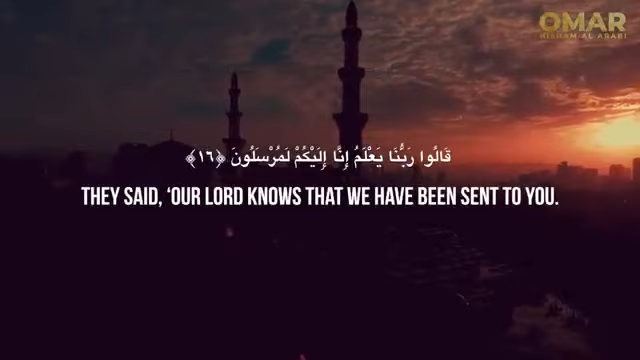 OMAR
HISHAM AL ARABI
قَالُوا رَبُّنَا يَعْلَمُ إِنَّا إِلَيْكُمْ لَمُرْسَلُونَ ﴿١٦﴾
THEY SAID, ‘OUR LORD KNOWS THAT WE HAVE BEEN SENT TO YOU.